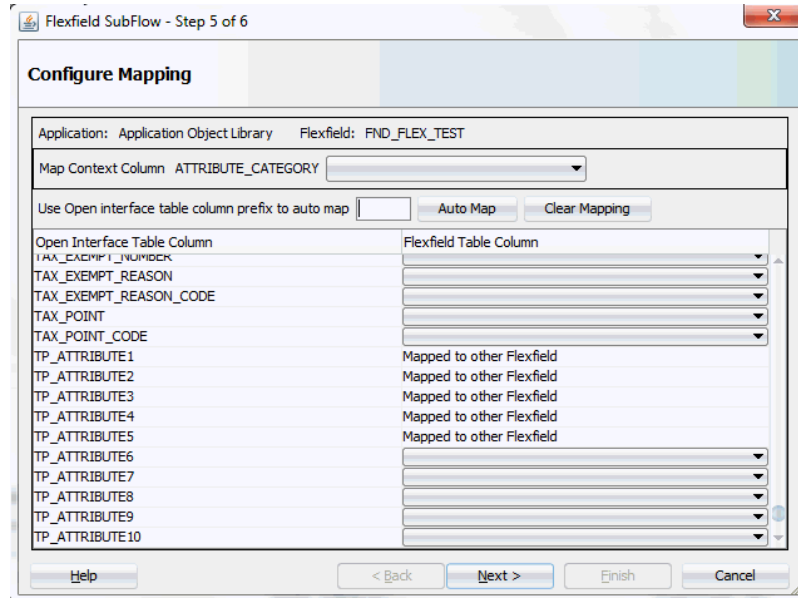 Flexfield SubFlow - Step 5 of 6
Configure Mapping
Application: Application Object Library Flexfield: FND_FLEX_TEST
Map Context Column ATTRIBUTE_CATEGORY
Use Open interface table column prefix to auto map Auto Map Clear Mapping
Open Interface Table Column Flexfield Table Column
TAX_EXEMPT_NUMBER
TAX_EXEMPT_REASON
TAX_EXEMPT_REASON_CODE
TAX_POINT
TAX_POINT_CODE
TP_ATTRIBUTE1 Mapped to other Flexfield
TP_ATTRIBUTE2 Mapped to other Flexfield
TP_ATTRIBUTE3 Mapped to other Flexfield
TP_ATTRIBUTE4 Mapped to other Flexfield
TP_ATTRIBUTE5 Mapped to other Flexfield
TP_ATTRIBUTE6
TP_ATTRIBUTE7
TP_ATTRIBUTE8
TP_ATTRIBUTE9
TP_ATTRIBUTE10
Help < Back Next > Finish Cancel